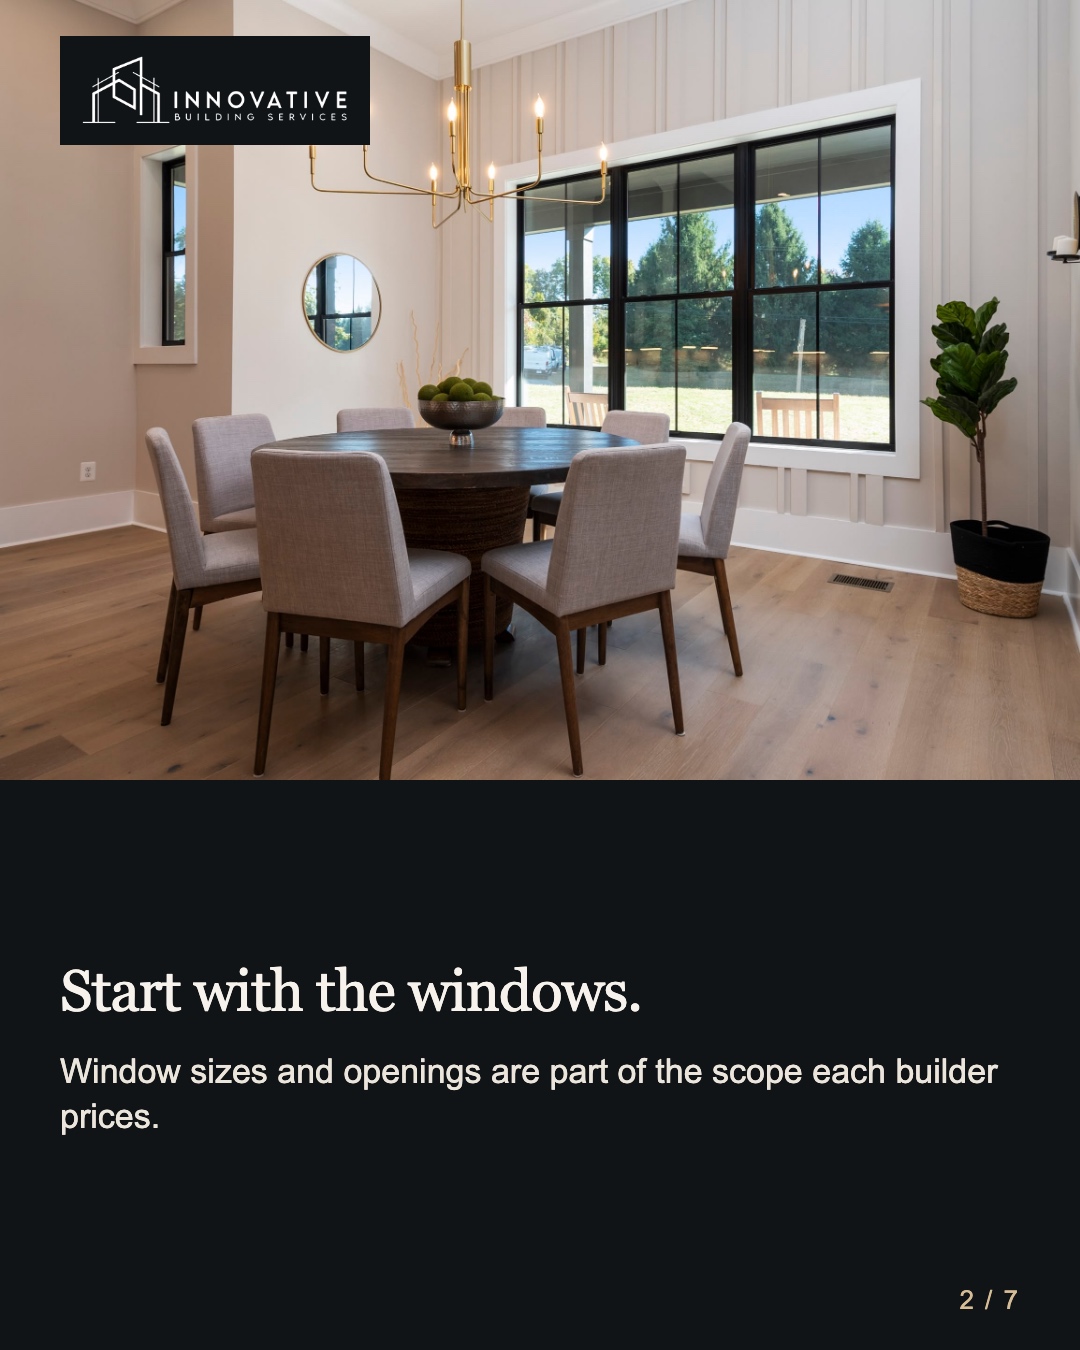 INNOVATIVE
BUILDING SERVICES
Start with the windows.
Window sizes and openings are part of the scope each builder
prices.
2 / 7